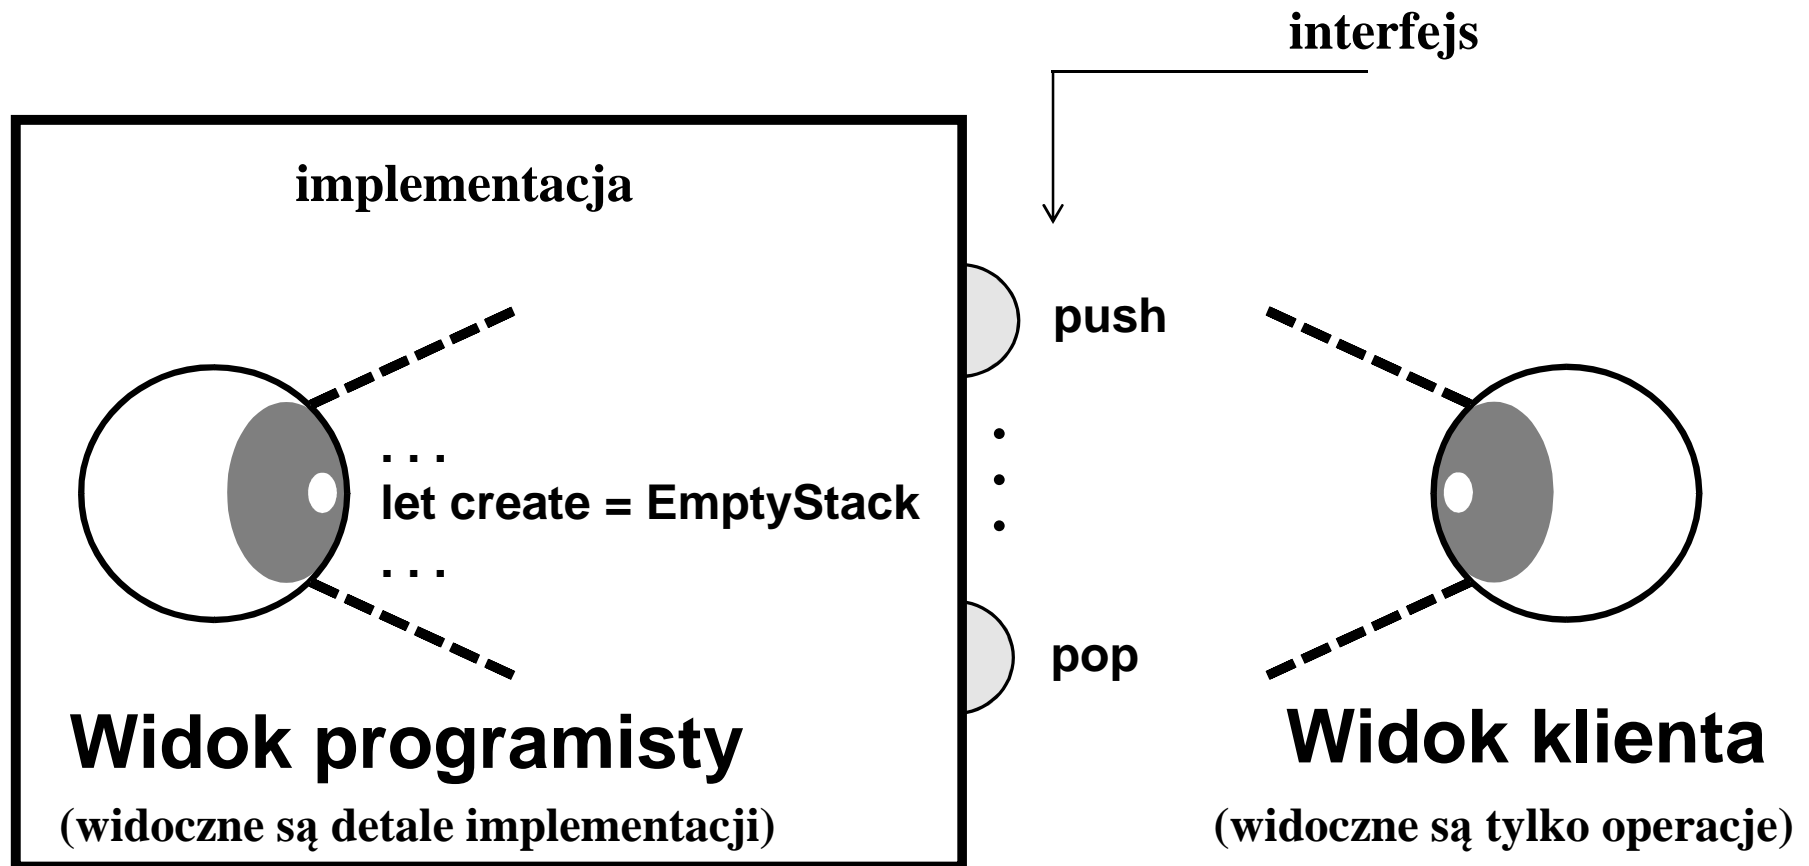 interfejs
implementacja
push
. . .
let create = EmptyStack
. . .
pop
Widok programisty
(widoczne są detale implementacji)
Widok klienta
(widoczne są tylko operacje)